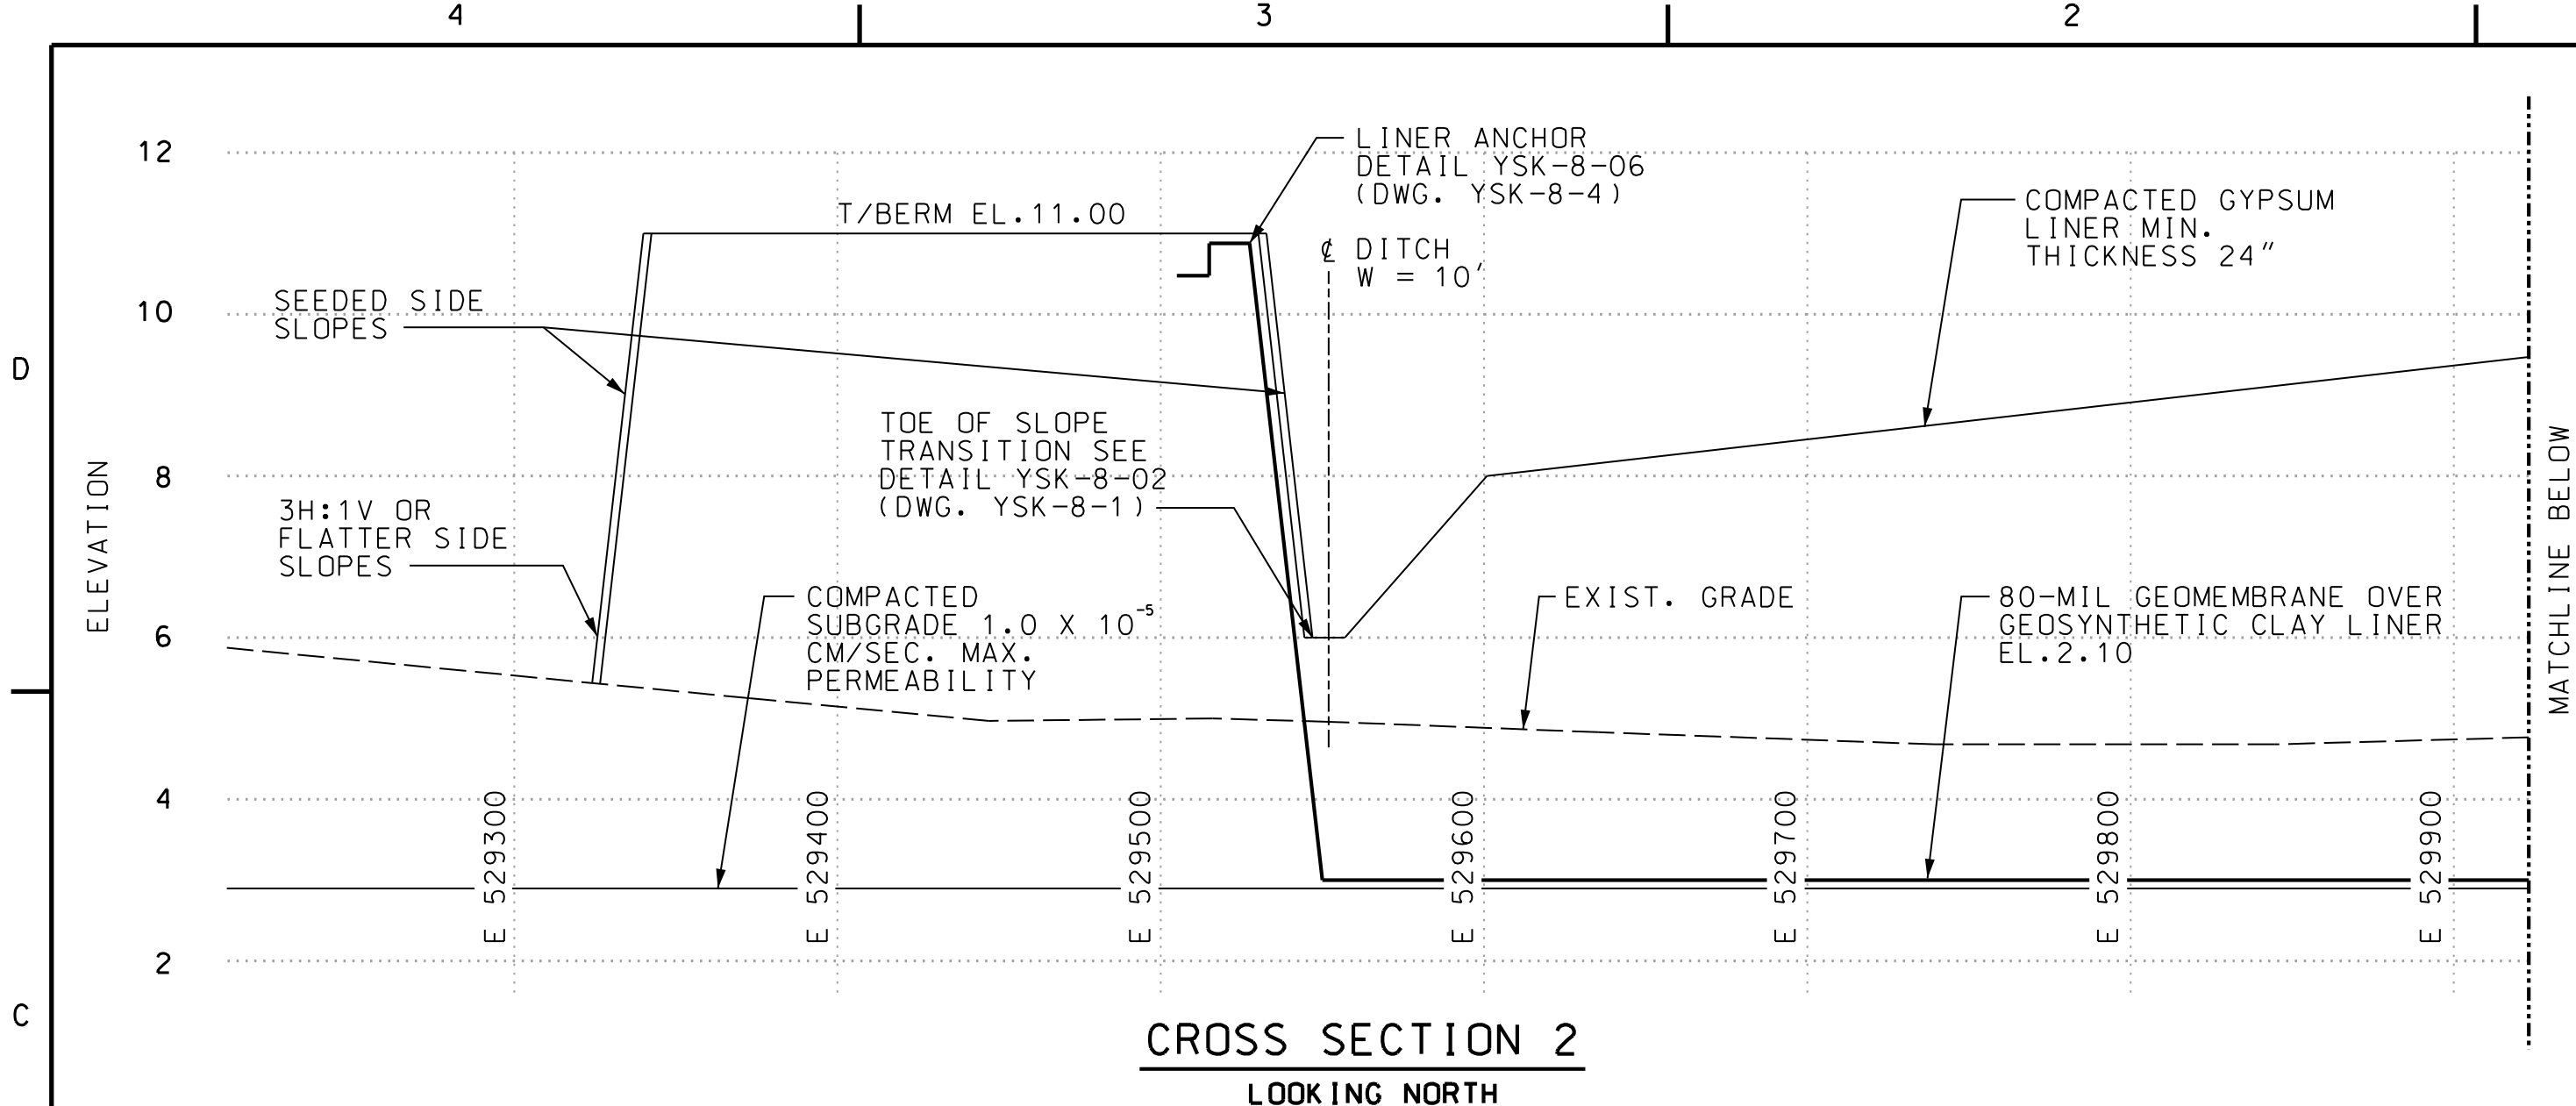 4 3 2
12
10
8
6
4
2
ELEVATION
D
C
LINER ANCHOR
DETAIL YSK-8-06
(DWG. YSK-8-4)
T/BERM EL.11.00
℄ DITCH
W = 10'
COMPACTED GYPSUM
LINER MIN.
THICKNESS 24"
SEEDED SIDE
SLOPES
TOE OF SLOPE
TRANSITION SEE
DETAIL YSK-8-02
(DWG. YSK-8-1)
3H:1V OR
FLATTER SIDE
SLOPES
COMPACTED
SUBGRADE 1.0 X 10⁻⁵
CM/SEC. MAX.
PERMEABILITY
EXIST. GRADE
80-MIL GEOMEMBRANE OVER
GEOSYNTHETIC CLAY LINER
EL.2.10
MATCHLINE BELOW
E 529300
E 529400
E 529500
E 529600
E 529700
E 529800
E 529900
CROSS SECTION 2
LOOKING NORTH